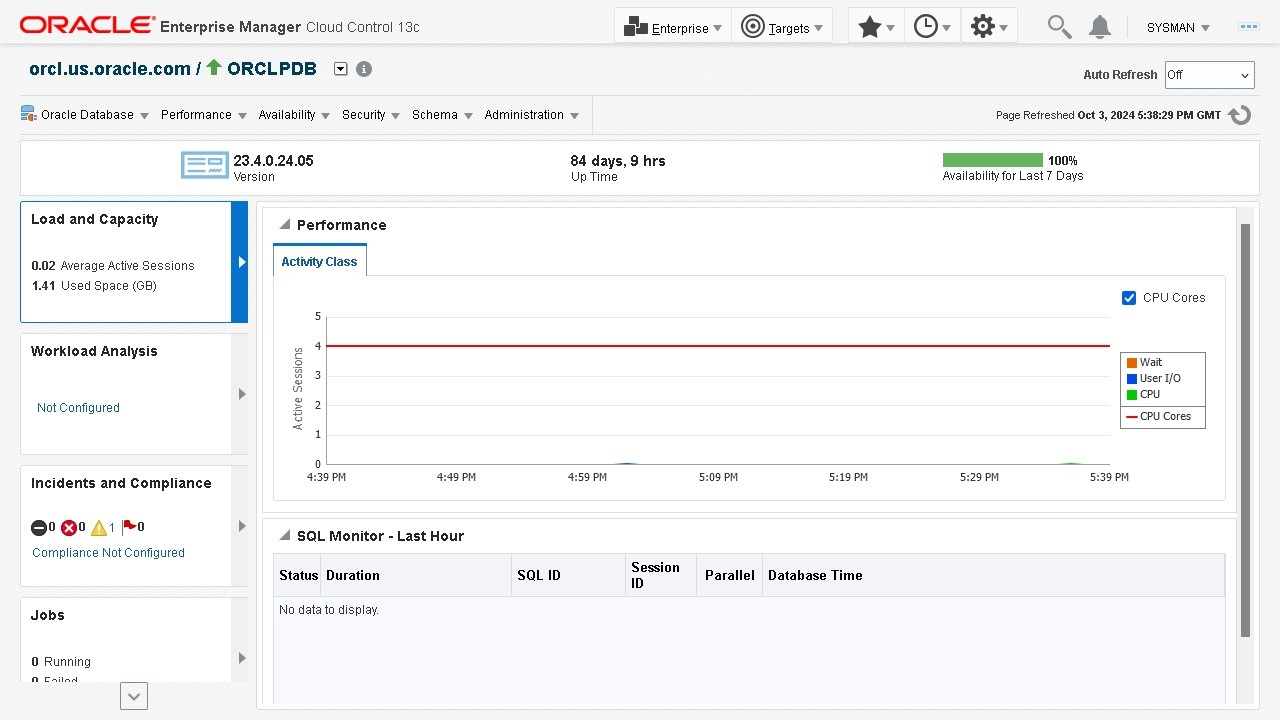 ORACLE Enterprise Manager Cloud Control 13c
Enterprise
Targets
SYSMAN
orcl.us.oracle.com / ORCLPDB
Auto Refresh Off
Oracle Database Performance Availability Security Schema Administration
Page Refreshed Oct 3, 2024 5:38:29 PM GMT
23.4.0.24.05
Version
84 days, 9 hrs
Up Time
100%
Availability for Last 7 Days
Load and Capacity
0.02 Average Active Sessions
1.41 Used Space (GB)
Workload Analysis
Not Configured
Incidents and Compliance
0 0 1 0
Compliance Not Configured
Jobs
0 Running
0 Failed
Performance
Activity Class
CPU Cores
Active Sessions
5
4
3
2
1
0
4:39 PM 4:49 PM 4:59 PM 5:09 PM 5:19 PM 5:29 PM 5:39 PM
Wait
User I/O
CPU
CPU Cores
SQL Monitor - Last Hour
Status Duration SQL ID Session ID Parallel Database Time
No data to display.